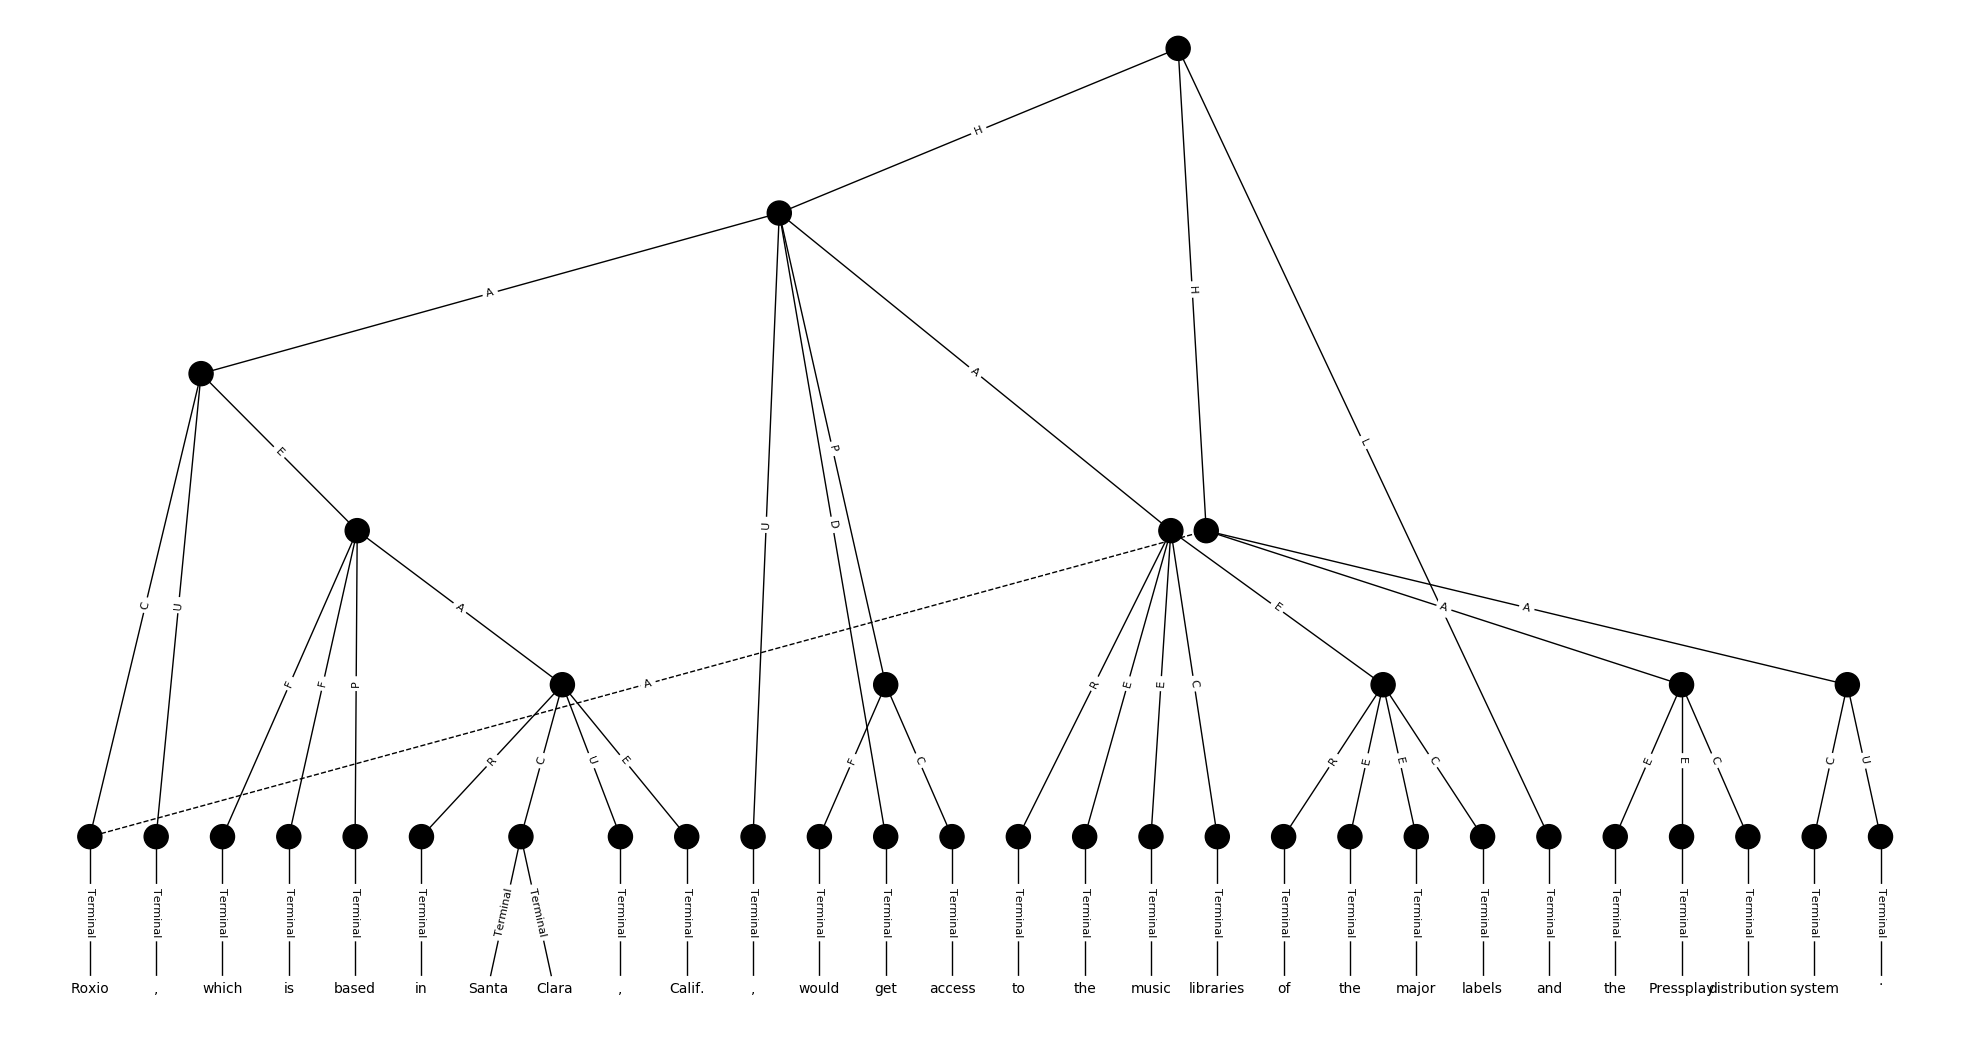 H
A H
A
E P L
D
U
C U A E A A
F F P A R E E C
R C U E F C R E E C E E C C U
Terminal Terminal Terminal Terminal Terminal Terminal Terminal Terminal Terminal Terminal Terminal Terminal Terminal Terminal Terminal Terminal Terminal Terminal Terminal Terminal Terminal Terminal Terminal Terminal Terminal Terminal Terminal Terminal
Roxio , which is based in Santa Clara , Calif. , would get access to the music libraries of the major labels and the Pressplay distribution system .